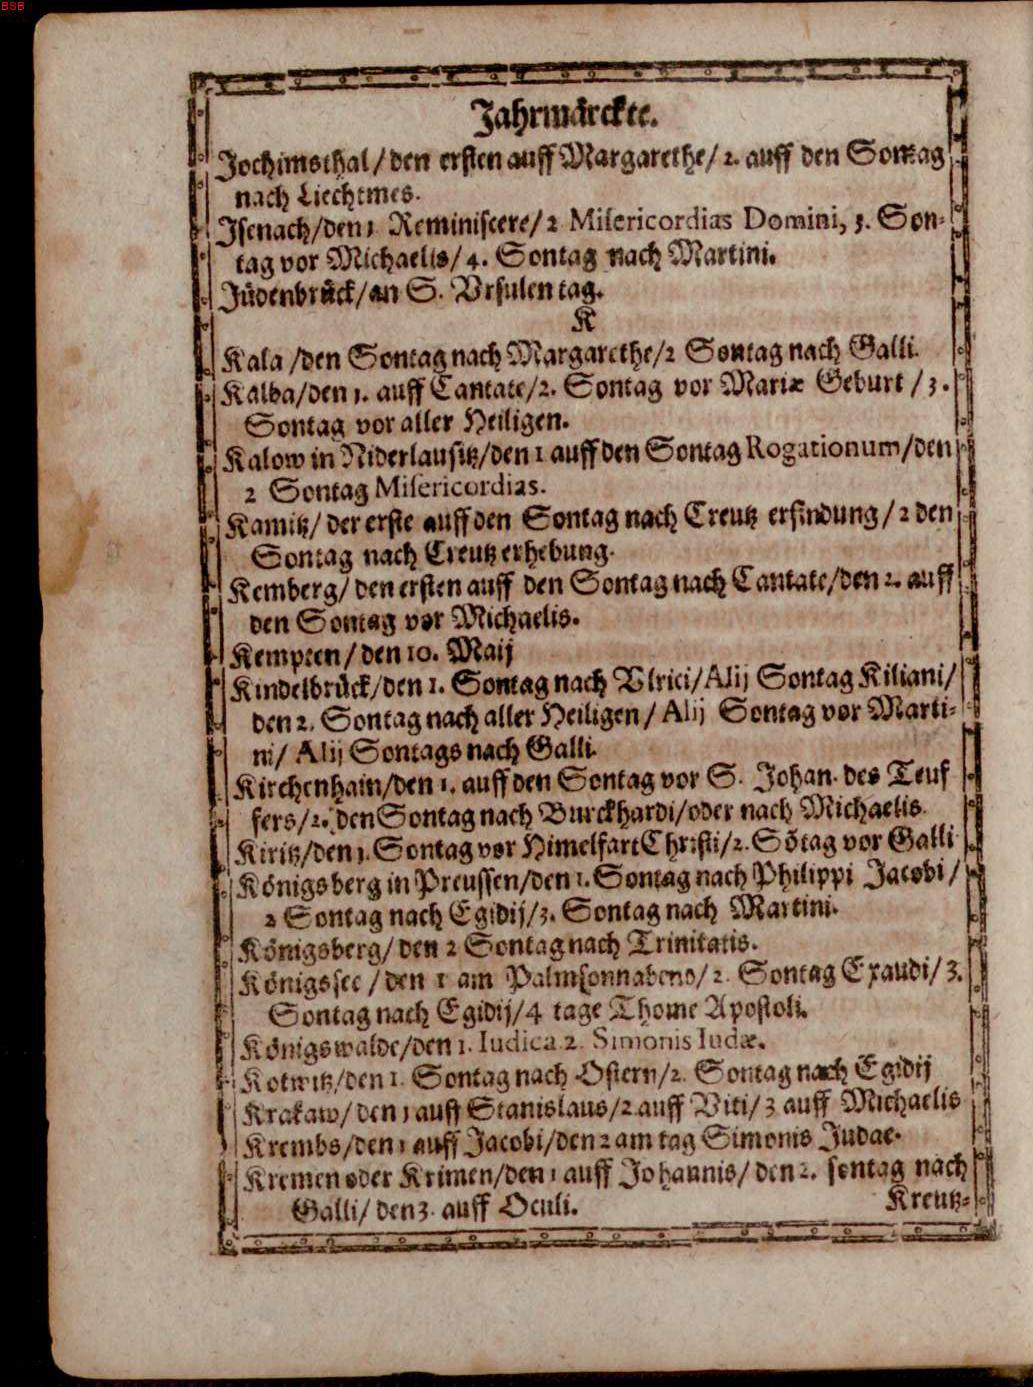 BSB
Jahrmärckte.
Jochimsthal/den ersten auff Margarethe/2. auff den Sontag
nach Liechtmes.
Isenach/den 1 Reminiscere/2 Misericordias Domini, 3. Son-
tag vor Michaelis/4. Sontag nach Martini.
Jüdenbrück/an S. Vrsulen tag.
K
Kala/den Sontag nach Margarethe/2 Sontag nach Galli.
Kalba/den 1. auff Cantate/2. Sontag vor Mariæ Geburt/3.
Sontag vor aller Heiligen.
Kalow in Niderlausitz/den 1 auff den Sontag Rogationum/den
2 Sontag Misericordias.
Kamitz/der erste auff den Sontag nach Creutz erfindung/2 den
Sontag nach Creutz erhebung.
Kemberg/den ersten auff den Sontag nach Cantate/den 2. auff
den Sontag vor Michaelis.
Kempten/den 10. Maij
Kindelbrück/den 1. Sontag nach Vlrici/Alij Sontag Kiliani/
den 2. Sontag nach aller Heiligen/Alij Sontag vor Marti-
ni/Alij Sontags nach Galli.
Kirchenhain/den 1. auff den Sontag vor S. Johan. des Teuf
fers/2. den Sontag nach Burckhardi/oder nach Michaelis.
Kiritz/den 1. Sontag vor Himelfart Christi/2. Sõtag vor Galli
Königsberg in Preussen/den 1. Sontag nach Philippi Jacobi/
2 Sontag nach Egidij/3. Sontag nach Martini.
Königsberg/den 2 Sontag nach Trinitatis.
Königssee/den 1 am Palmsonnabend/2. Sontag Exaudi/3.
Sontag nach Egidij/4 tage Thome Apostoli.
Königswalde/den 1. Iudica 2. Simonis Iudæ.
Kotwitz/den 1. Sontag nach Ostern/2. Sontag nach Egidij
Krakaw/den 1 auff Stanislaus/2 auff Viti/3 auff Michaelis
Krembs/den 1 auff Jacobi/den 2 am tag Simonis Judae.
Kremen oder Krimen/den 1 auff Johannis/den 2. sontag nach
Galli/den 3. auff Oculi.
Kreutz-